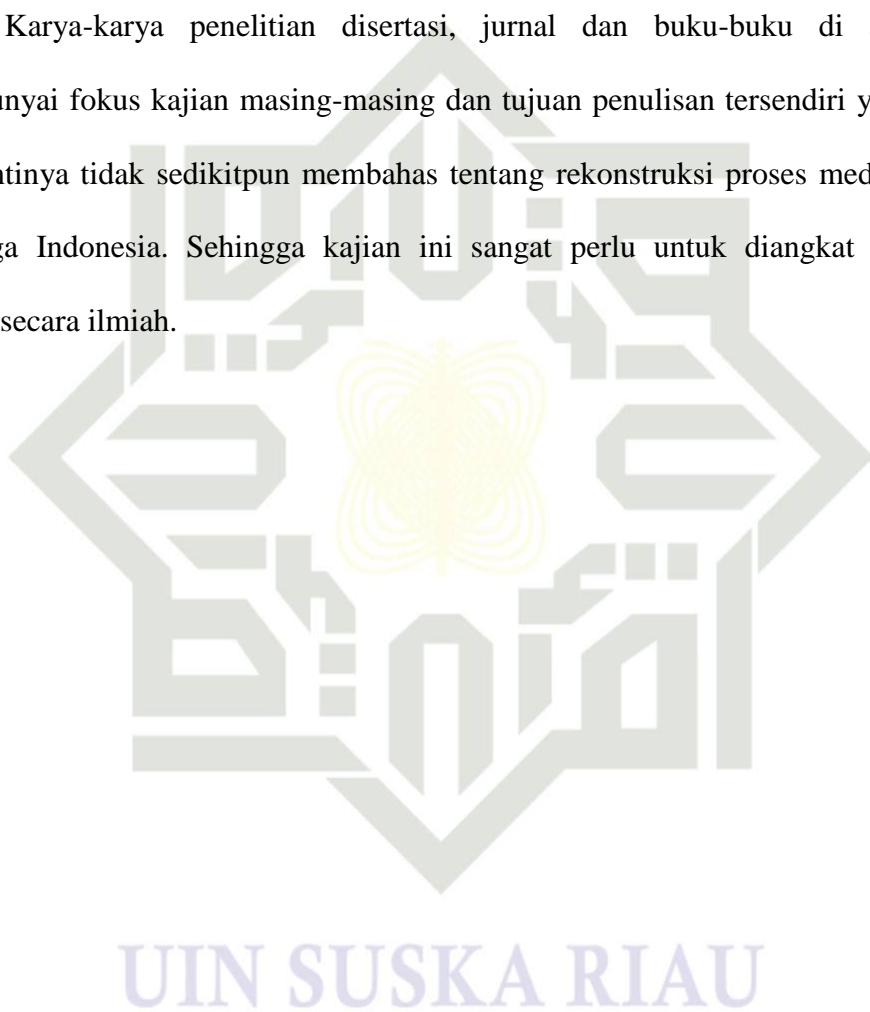 Karya-karya penelitian disertasi, jurnal dan buku-buku di
unyai fokus kajian masing-masing dan tujuan penulisan tersendiri y
ntinya tidak sedikitpun membahas tentang rekonstruksi proses med
ga Indonesia. Sehingga kajian ini sangat perlu untuk diangkat
secara ilmiah.
UIN SUSKA RIAU